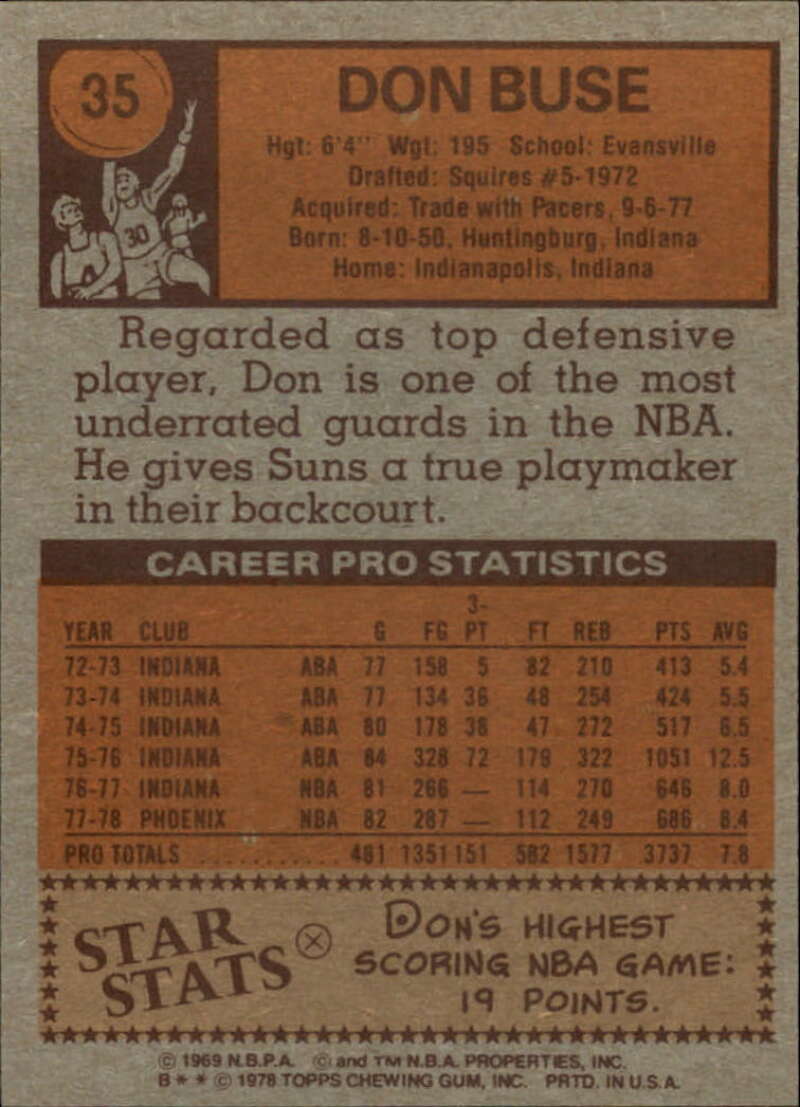 35
30
DON BUSE
Hgt: 6'4" Wgt: 195 School: Evansville
Drafted: Squires #5-1972
Acquired: Trade with Pacers, 9-6-77
Born: 8-10-50, Huntingburg, Indiana
Home: Indianapolis, Indiana
Regarded as top defensive
player, Don is one of the most
underrated guards in the NBA.
He gives Suns a true playmaker
in their backcourt.
CAREER PRO STATISTICS
YEAR CLUB G FG 3-PT FT REB PTS AVG
72-73 INDIANA ABA 77 158 5 82 210 413 5.4
73-74 INDIANA ABA 77 134 36 48 254 424 5.5
74-75 INDIANA ABA 80 178 38 47 272 517 6.5
75-76 INDIANA ABA 84 328 72 179 322 1051 12.5
76-77 INDIANA NBA 81 266 — 114 270 646 8.0
77-78 PHOENIX NBA 82 287 — 112 249 686 8.4
PRO TOTALS .......... 481 1351 151 582 1577 3737 7.8
STAR
STATS
DON'S HIGHEST
SCORING NBA GAME:
19 POINTS.
© 1969 N.B.P.A. © and TM N.B.A. PROPERTIES, INC.
B * * © 1978 TOPPS CHEWING GUM, INC. PRTD. IN U.S.A.